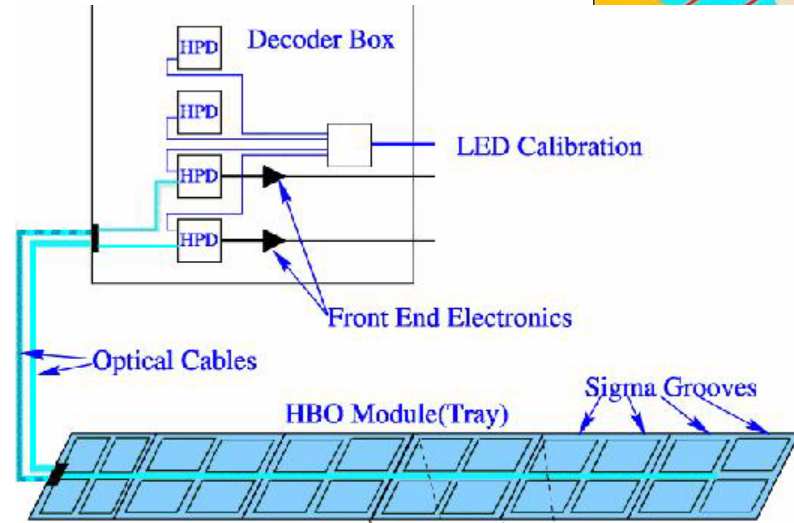 HPD
Decoder Box
HPD
LED Calibration
HPD
HPD
Front End Electronics
Optical Cables
Sigma Grooves
HBO Module(Tray)